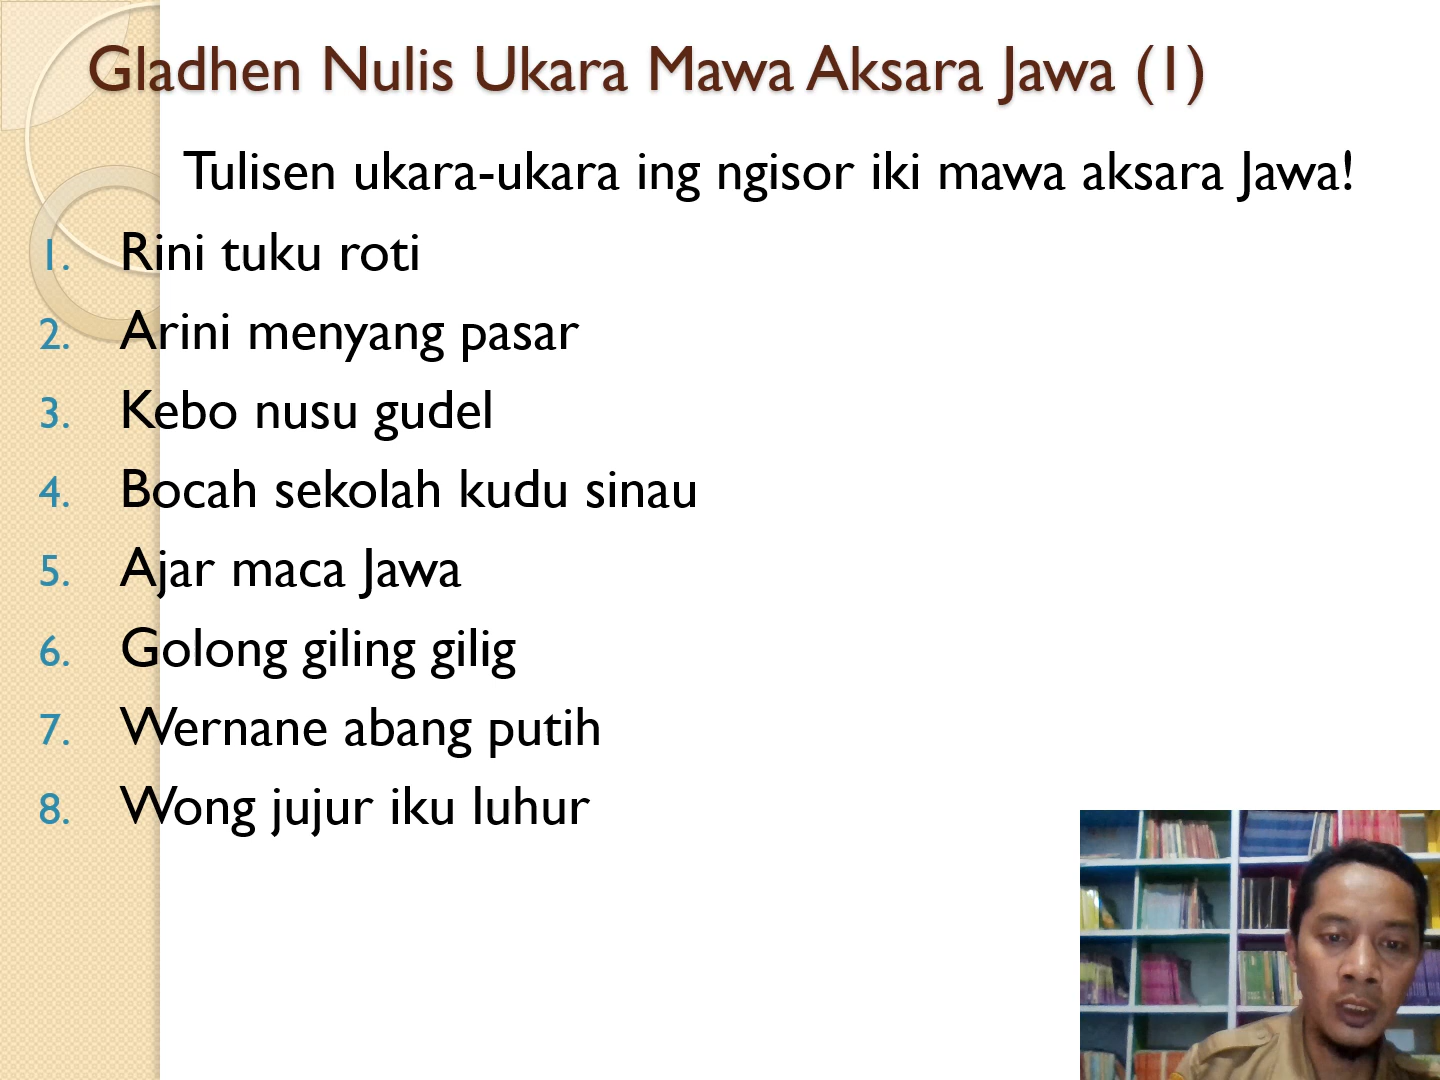 Gladhen Nulis Ukara Mawa Aksara Jawa (1)
Tulisen ukara-ukara ing ngisor iki mawa aksara Jawa!
1. Rini tuku roti
2. Arini menyang pasar
3. Kebo nusu gudel
4. Bocah sekolah kudu sinau
5. Ajar maca Jawa
6. Golong giling gilig
7. Wernane abang putih
8. Wong jujur iku luhur